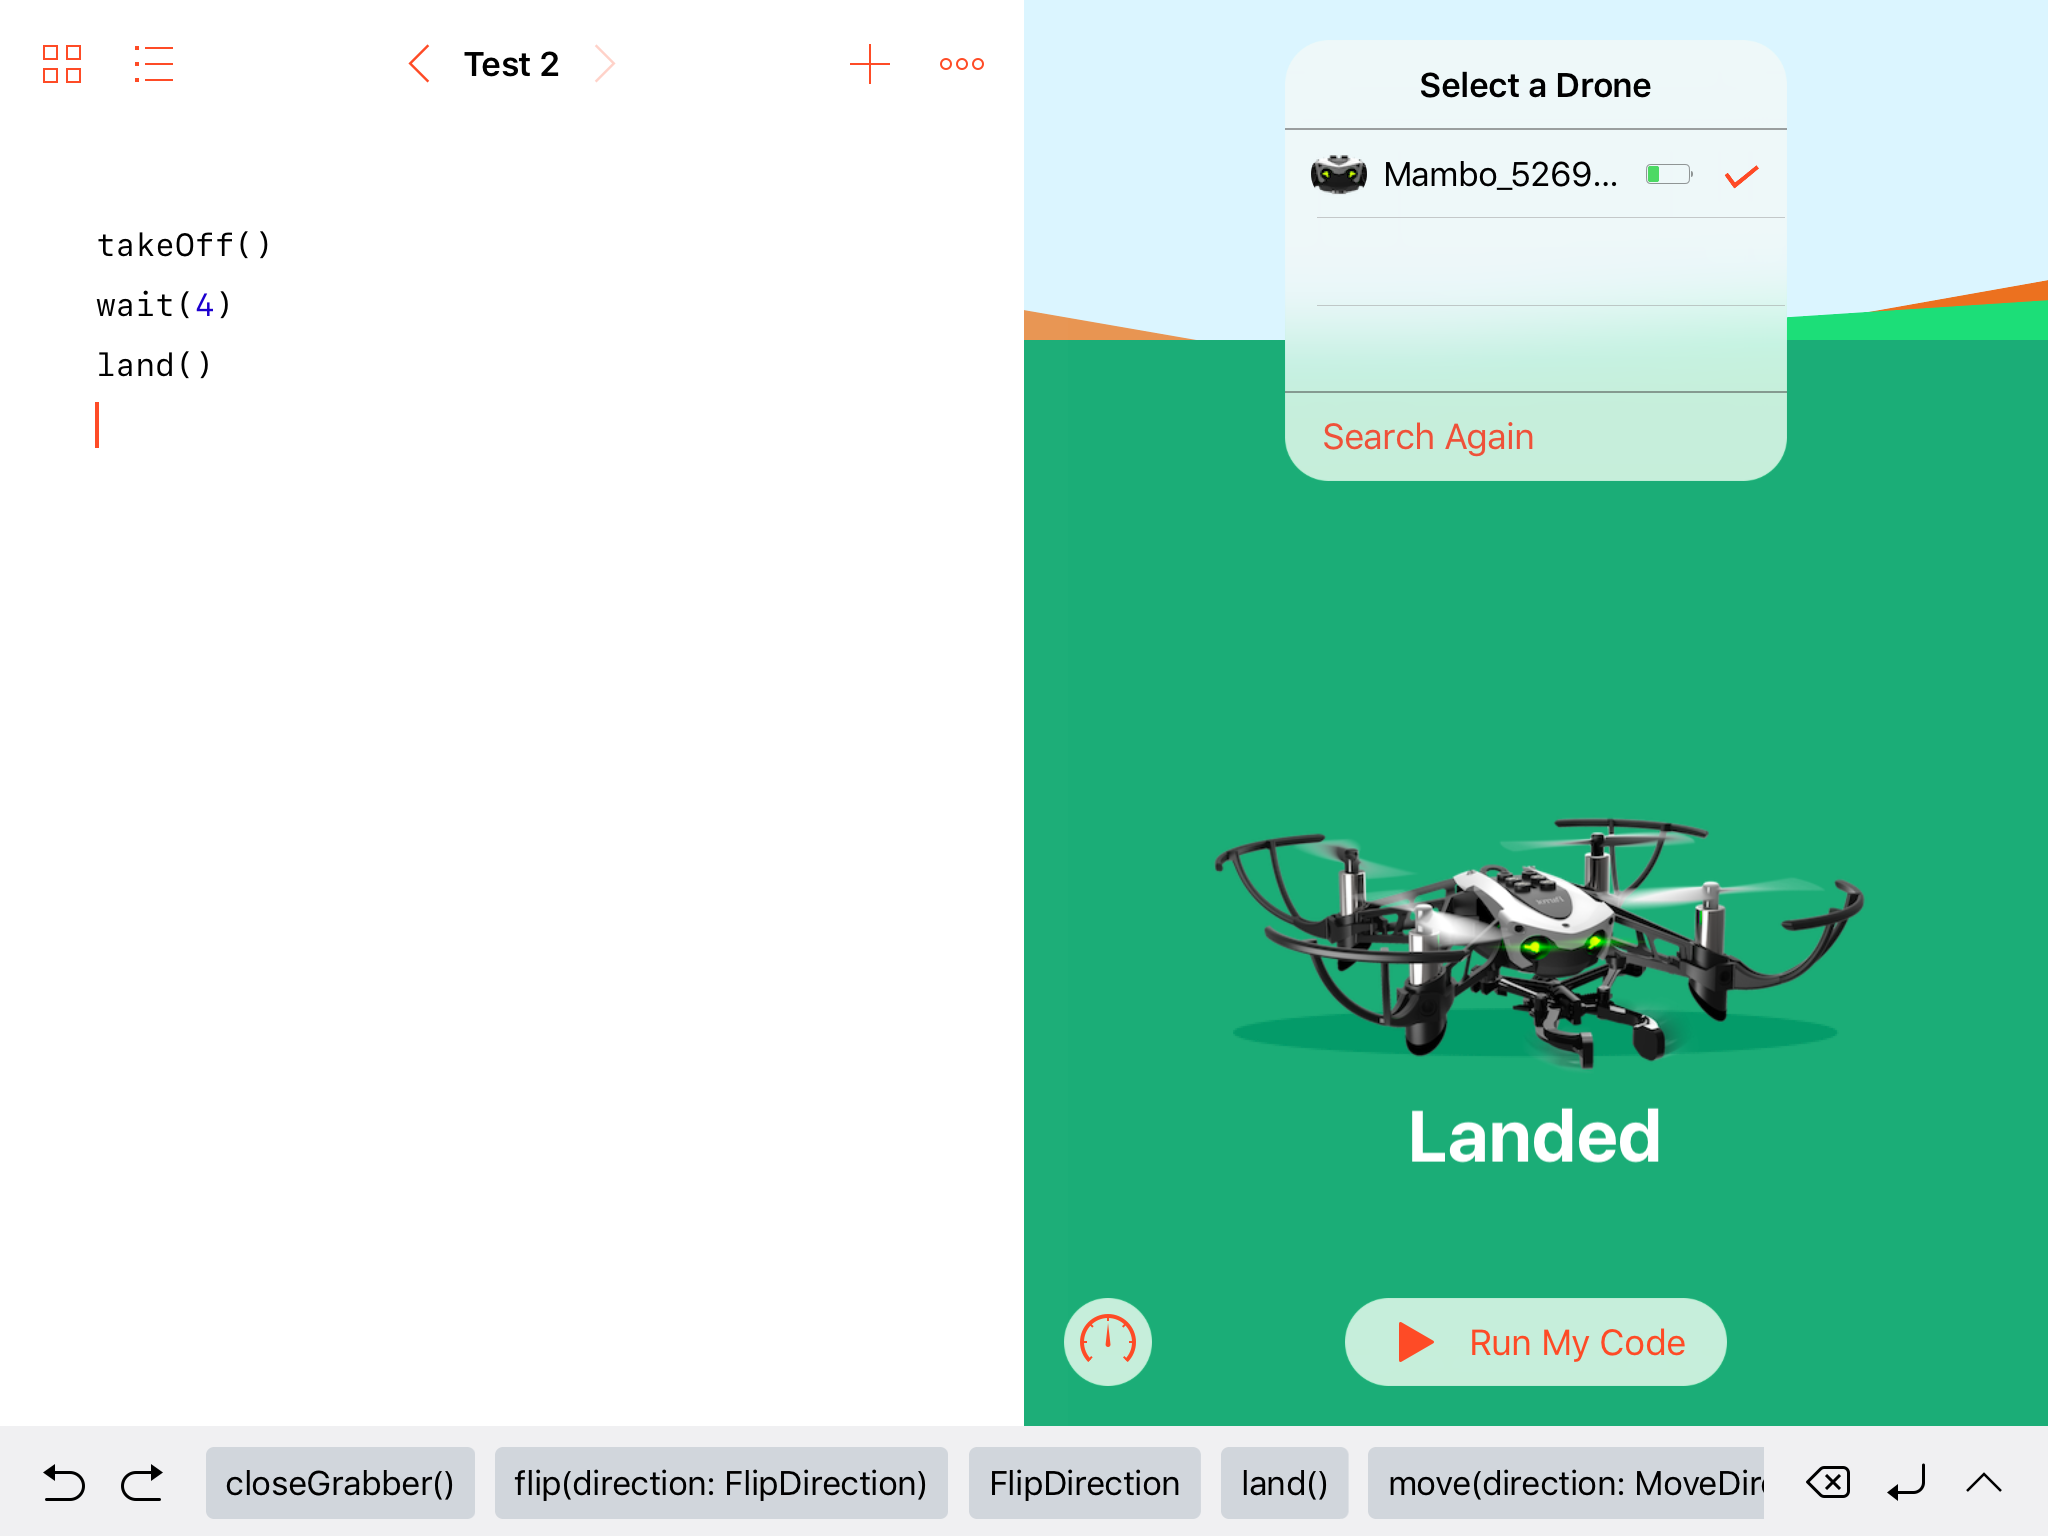 Test 2
takeOff()
wait(4)
land()
Select a Drone
Mambo_5269...
Search Again
Landed
Run My Code
closeGrabber()
flip(direction: FlipDirection)
FlipDirection
land()
move(direction: MoveDir